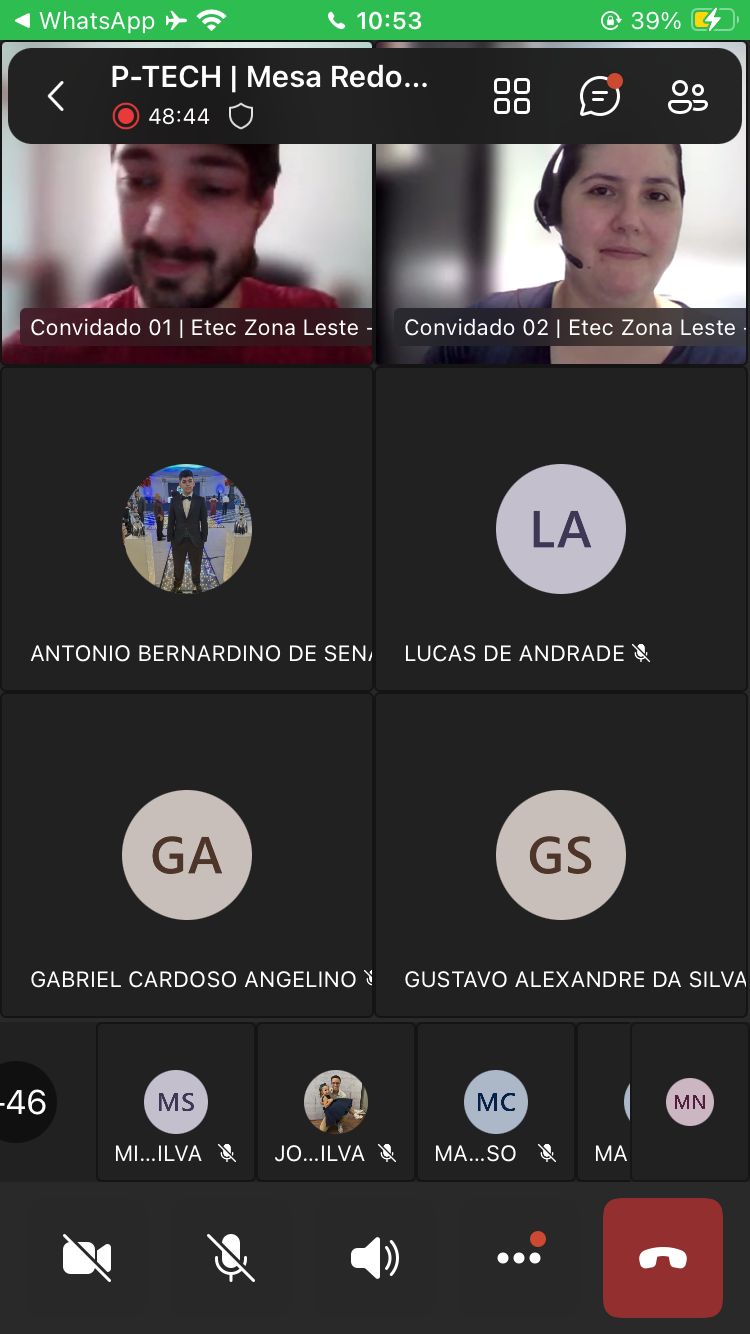 WhatsApp 10:53 39%
P-TECH | Mesa Redo...
48:44
Convidado 01 | Etec Zona Leste -
Convidado 02 | Etec Zona Leste -
LA
ANTONIO BERNARDINO DE SENA
LUCAS DE ANDRADE
GA
GS
GABRIEL CARDOSO ANGELINO
GUSTAVO ALEXANDRE DA SILVA
+46
MS
MC
MN
MI...ILVA
JO...ILVA
MA...SO
MA